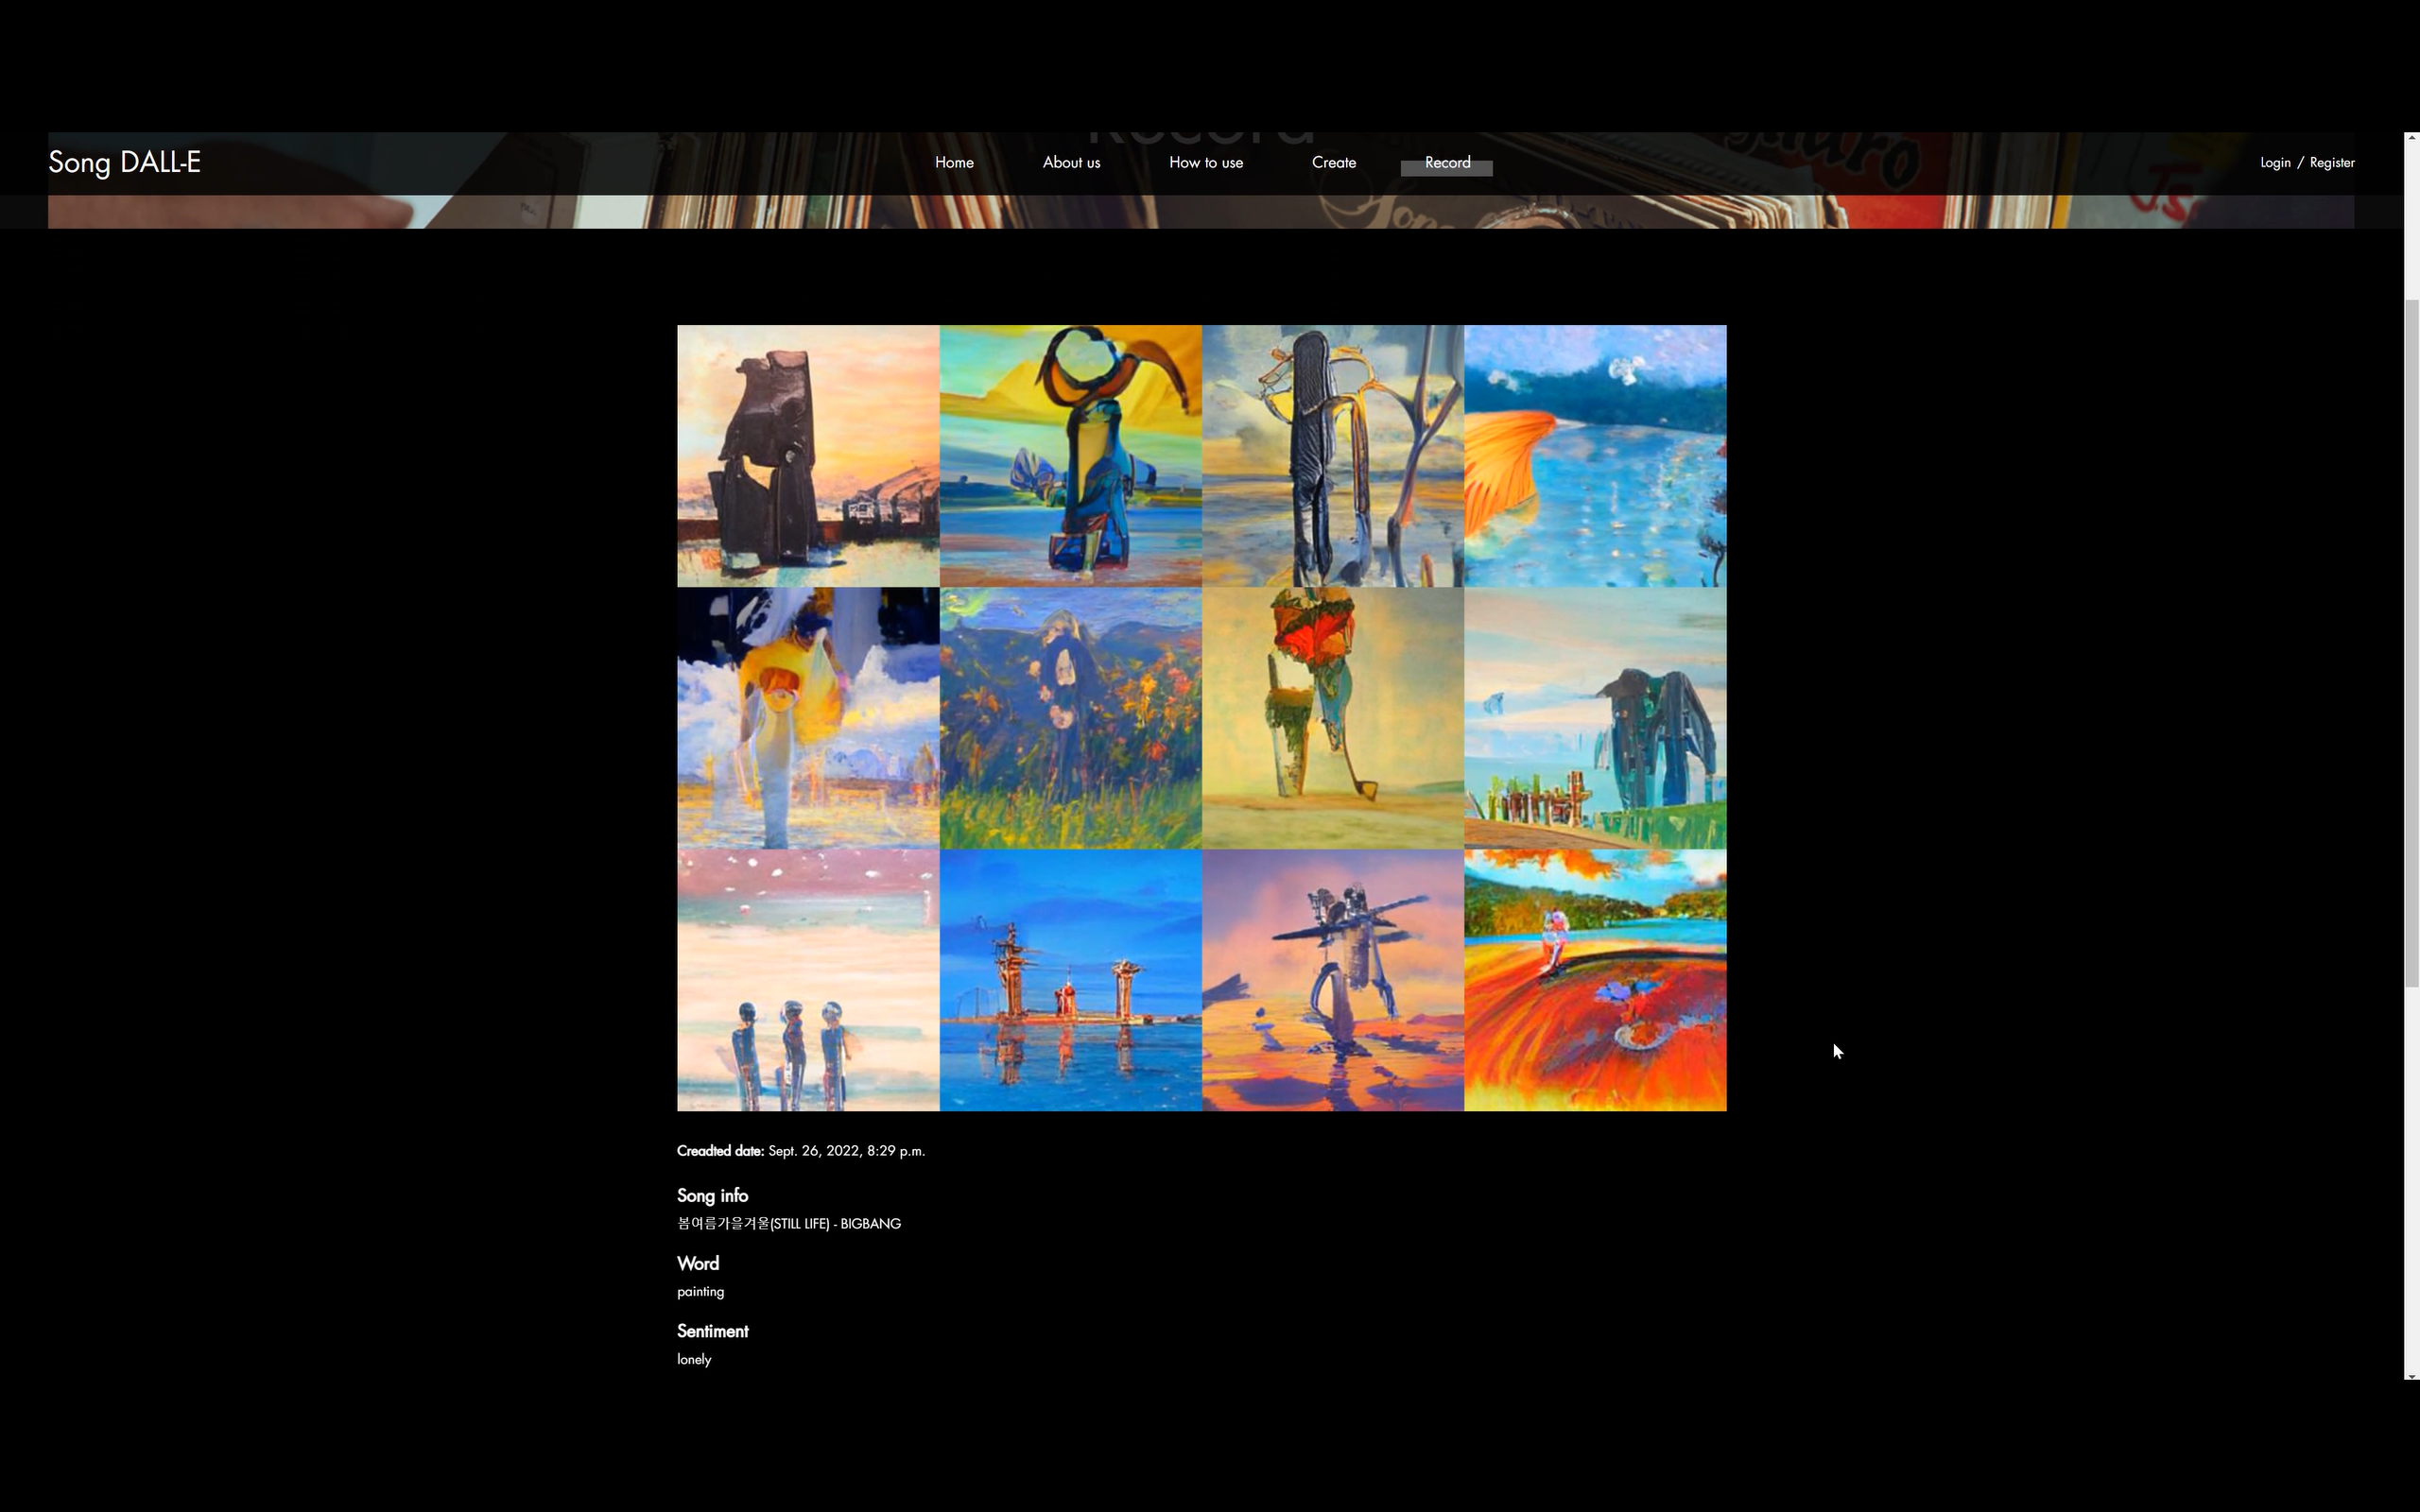 Record
Song DALL-E
Home
About us
How to use
Create
Record
Login / Register
Creadted date: Sept. 26, 2022, 8:29 p.m.
Song info
봄여름가을겨울(STILL LIFE) - BIGBANG
Word
painting
Sentiment
lonely